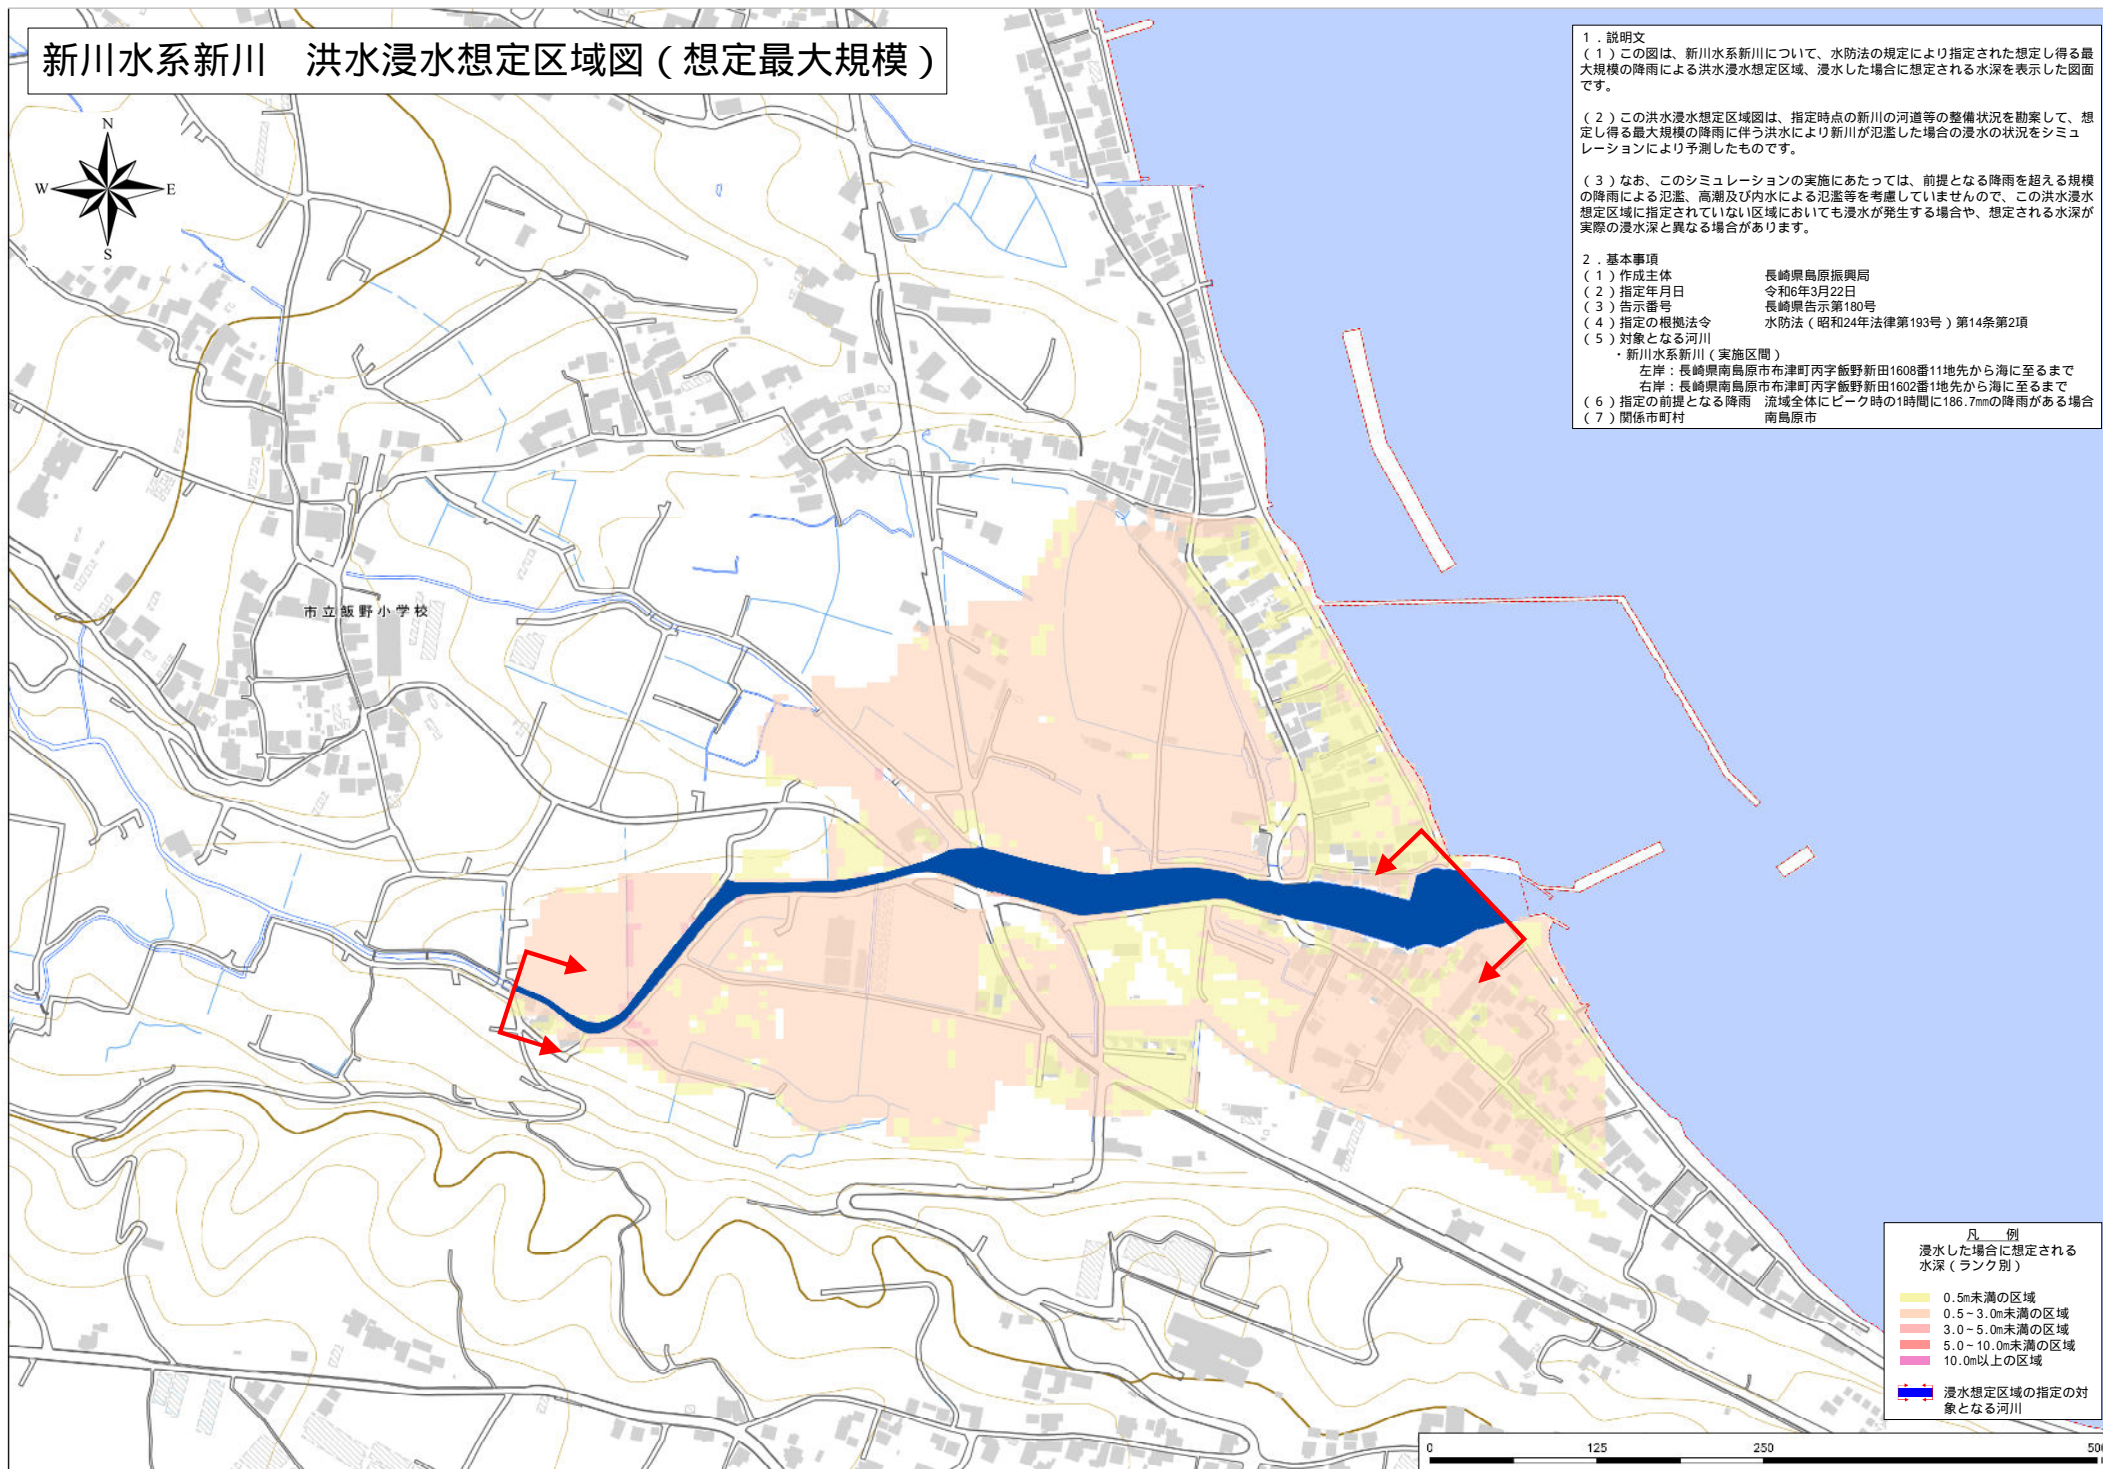 新川水系新川　洪水浸水想定区域図（想定最大規模）
N
W
E
S
市立飯野小学校
1．説明文
（1）この図は、新川水系新川について、水防法の規定により指定された想定し得る最
大規模の降雨による洪水浸水想定区域、浸水した場合に想定される水深を表示した図面
です。
（2）この洪水浸水想定区域図は、指定時点の新川の河道等の整備状況を勘案して、想
定し得る最大規模の降雨に伴う洪水により新川が氾濫した場合の浸水の状況をシミュ
レーションにより予測したものです。
（3）なお、このシミュレーションの実施にあたっては、前提となる降雨を超える規模
の降雨による氾濫、高潮及び内水による氾濫等を考慮していませんので、この洪水浸水
想定区域に指定されていない区域においても浸水が発生する場合や、想定される水深が
実際の浸水深と異なる場合があります。
2．基本事項
（1）作成主体　長崎県島原振興局
（2）指定年月日　令和6年3月22日
（3）告示番号　長崎県告示第180号
（4）指定の根拠法令　水防法（昭和24年法律第193号）第14条第2項
（5）対象となる河川
・新川水系新川（実施区間）
左岸：長崎県南島原市布津町丙字飯野新田1608番11地先から海に至るまで
右岸：長崎県南島原市布津町丙字飯野新田1602番1地先から海に至るまで
（6）指定の前提となる降雨　流域全体にピーク時の1時間に186.7mmの降雨がある場合
（7）関係市町村　南島原市
凡　例
浸水した場合に想定される
水深（ランク別）
0.5m未満の区域
0.5～3.0m未満の区域
3.0～5.0m未満の区域
5.0～10.0m未満の区域
10.0m以上の区域
浸水想定区域の指定の対
象となる河川
0 125 250